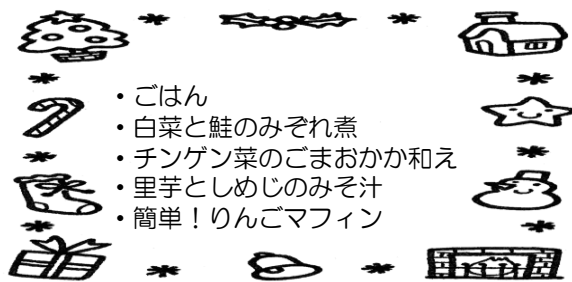 ・ごはん
・白菜と鮭のみぞれ煮
・チンゲン菜のごまおかか和え
・里芋としめじのみそ汁
・簡単！りんごマフィン